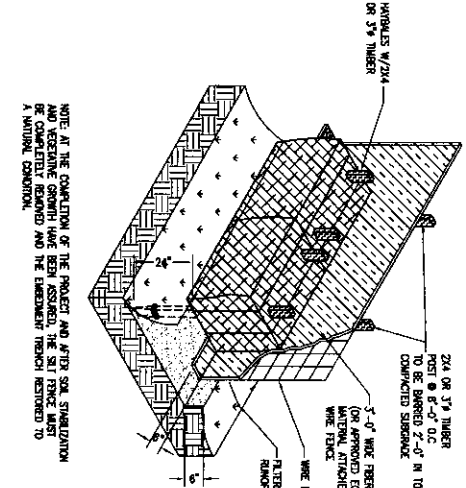 HAYBALES W/2X4
OR 3"ϕ TIMBER
2X4 OR 3"ϕ TIMBER
POST @ 8'-0" O.C
TO BE BARRED 2'-0" IN TO
COMPACTED SUBGRADE
3'-0" WIDE FIBER
(OR APPROVED
MATERIAL ATTACHE
WIRE FENCE
WIRE
FILTER
RUNOF
24"
6"
6"
NOTE: AT THE COMPLETION OF THE PROJECT AND AFTER SOIL STABILIZATION
AND VEGETATIVE GROWTH HAVE BEEN ASSURED, THE SILT FENCE MUST
BE COMPLETELY REMOVED AND THE EMBEDMENT TRENCH RESTORED TO
A NATURAL CONDITION.